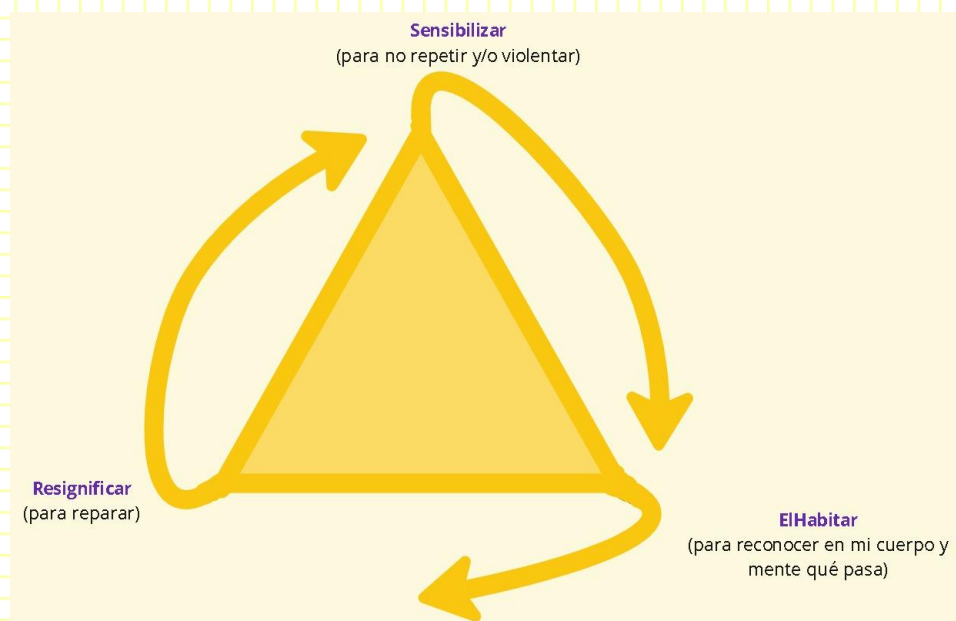 Sensibilizar
(para no repetir y/o violentar)
Resignificar
(para reparar)
ElHabitar
(para reconocer en mi cuerpo y
mente qué pasa)